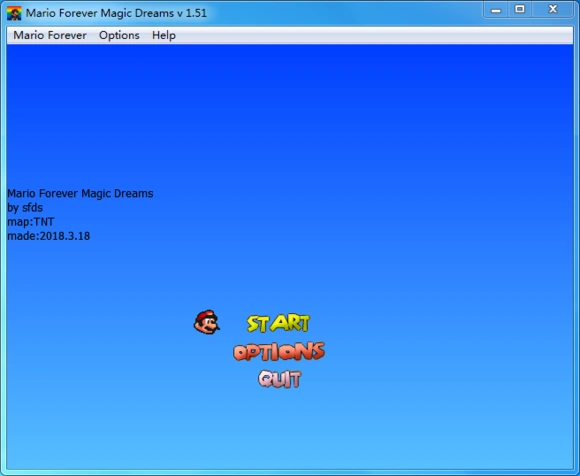 Mario Forever Magic Dreams v 1.51
Mario Forever Options Help
Mario Forever Magic Dreams
by sfds
map:TNT
made:2018.3.18
START
OPTIONS
QUIT